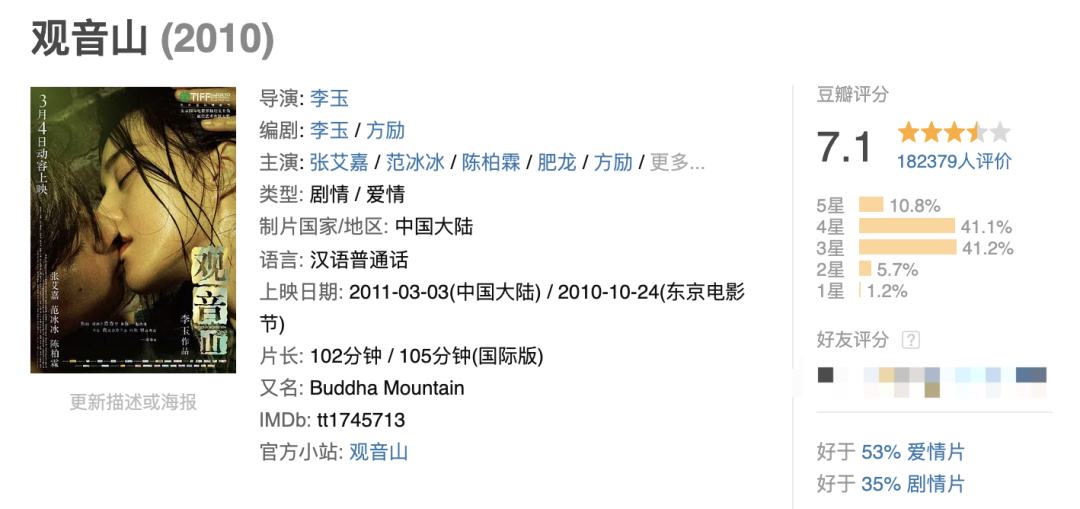 观音山 (2010)
3月4日动容上映
TIFF
张艾嘉 范冰冰 陈柏霖
李玉作品
观音山
更新描述或海报
导演: 李玉
编剧: 李玉 / 方励
主演: 张艾嘉 / 范冰冰 / 陈柏霖 / 肥龙 / 方励 / 更多...
类型: 剧情 / 爱情
制片国家/地区: 中国大陆
语言: 汉语普通话
上映日期: 2011-03-03(中国大陆) / 2010-10-24(东京电影
节)
片长: 102分钟 / 105分钟(国际版)
又名: Buddha Mountain
IMDb: tt1745713
官方小站: 观音山
豆瓣评分
7.1
182379人评价
5星 10.8%
4星 41.1%
3星 41.2%
2星 5.7%
1星 1.2%
好友评分 ?
好于 53% 爱情片
好于 35% 剧情片